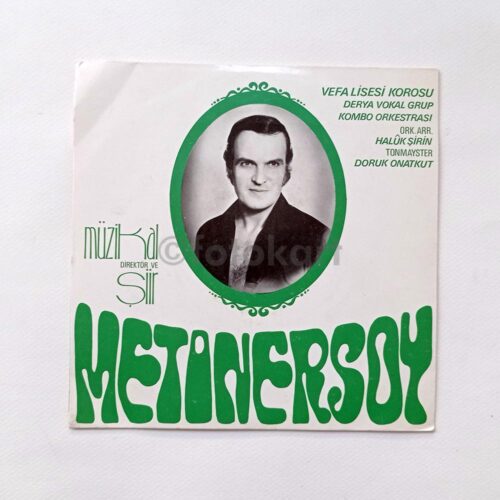 VEFA LİSESİ KOROSU
DERYA VOKAL GRUP
KOMBO ORKESTRASI
ORK. ARR.
HALÛK ŞİRİN
TONMAYSTER
DORUK ONATKUT
müziKal
DİREKTÖR VE
Şiir
©fotokart
METİNERSOY